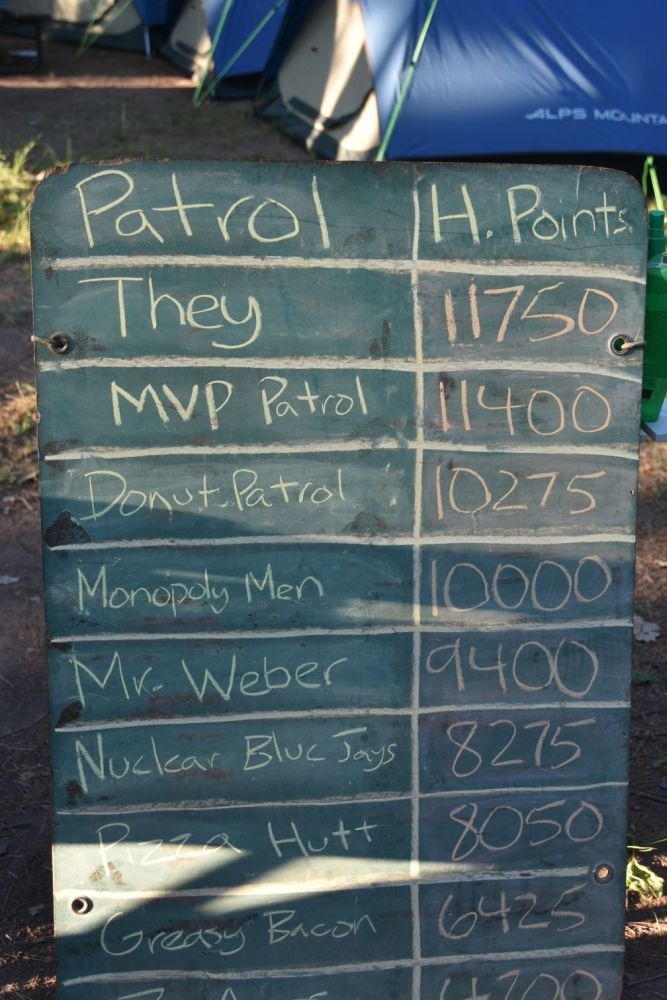 ALPS MOUNTA
Patrol H. Points
They 11750
MVP Patrol 11400
Donut Patrol 10275
Monopoly Men 10000
Mr. Weber 9400
Nuclear Blue Jays 8275
Pizza Hutt 8050
Greasy Bacon 6425